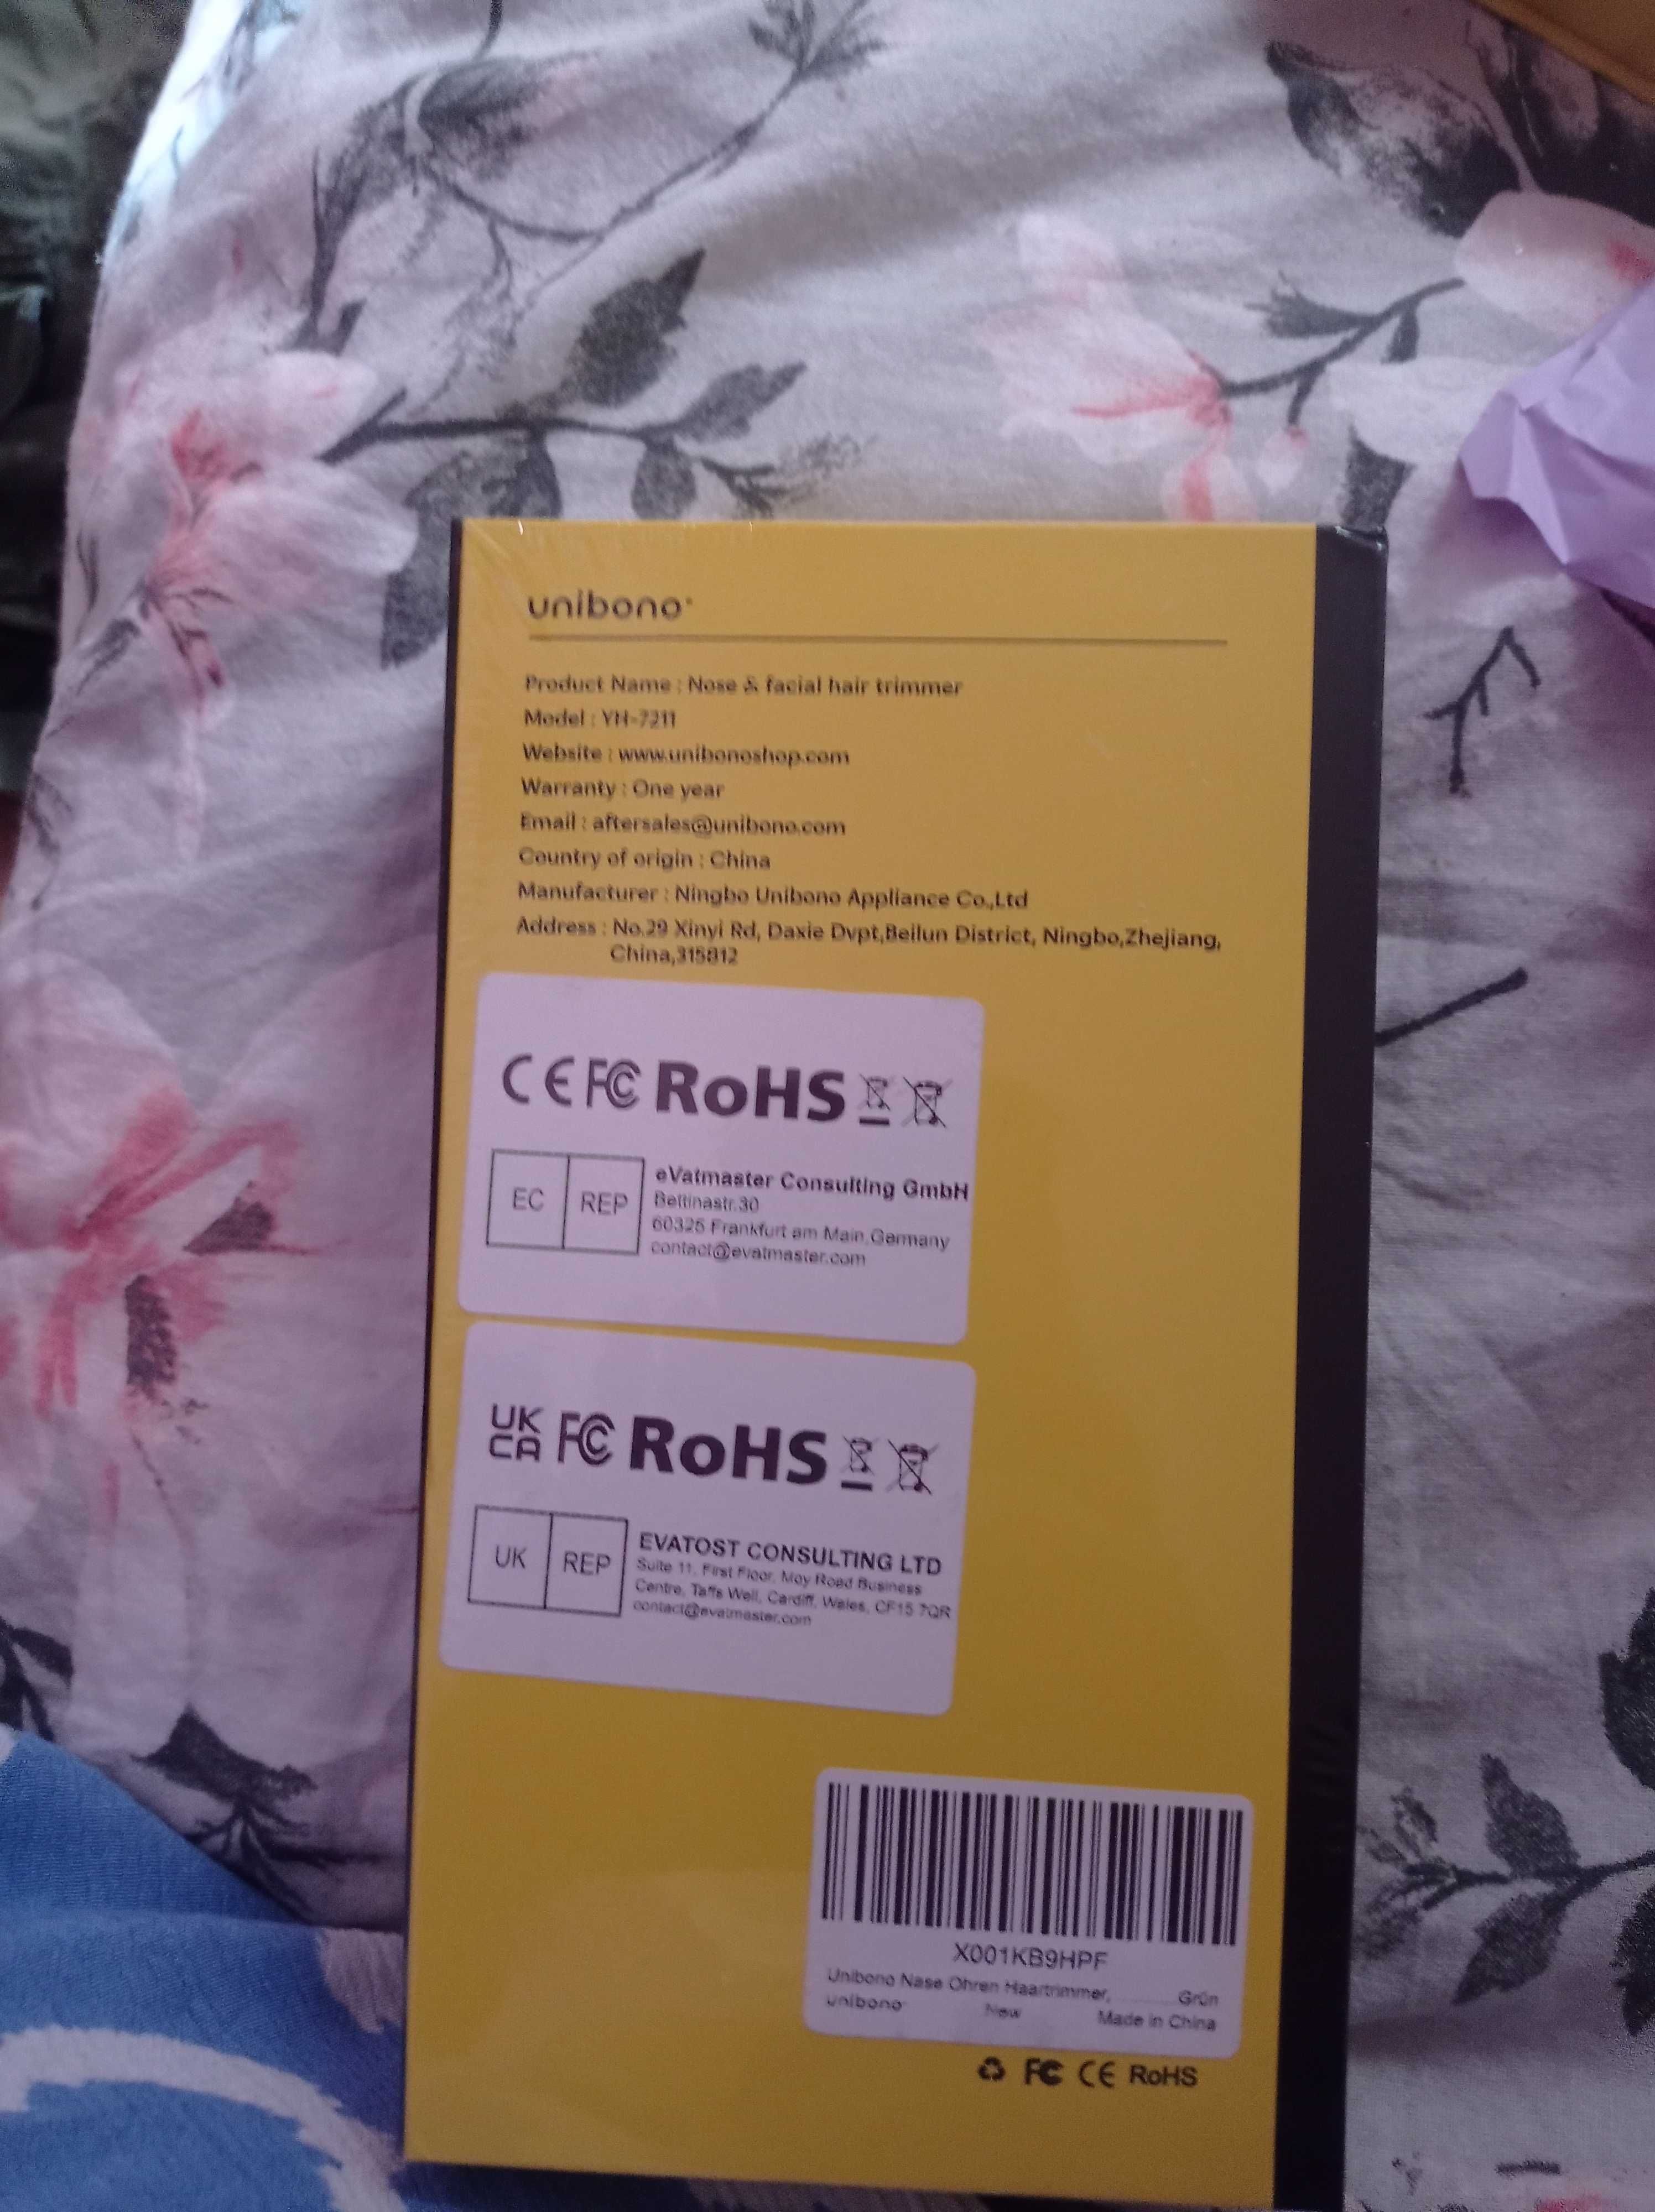 unibono
Product Name : Nose & facial hair trimmer
Model : YH-7211
Website : www.unibonoshop.com
Warranty : One year
Email : aftersales@unibono.com
Country of origin : China
Manufacturer : Ningbo Unibono Appliance Co.,Ltd
Address : No.29 Xinyi Rd, Daxie Dvpt,Beilun District, Ningbo,Zhejiang,
China,315812
CE FC RoHS
EC REP
eVatmaster Consulting GmbH
Bettinastr.30
60325 Frankfurt am Main,Germany
contact@evatmaster.com
UK CA FC RoHS
UK REP
EVATOST CONSULTING LTD
Suite 11, First Floor, Moy Road Business
Centre, Taffs Well, Cardiff, Wales, CF15 7QR
contact@evatmaster.com
X001KB9HPF
Unibono Nase Ohren Haartrimmer, ........ Grün
unibono New Made in China
FC CE RoHS